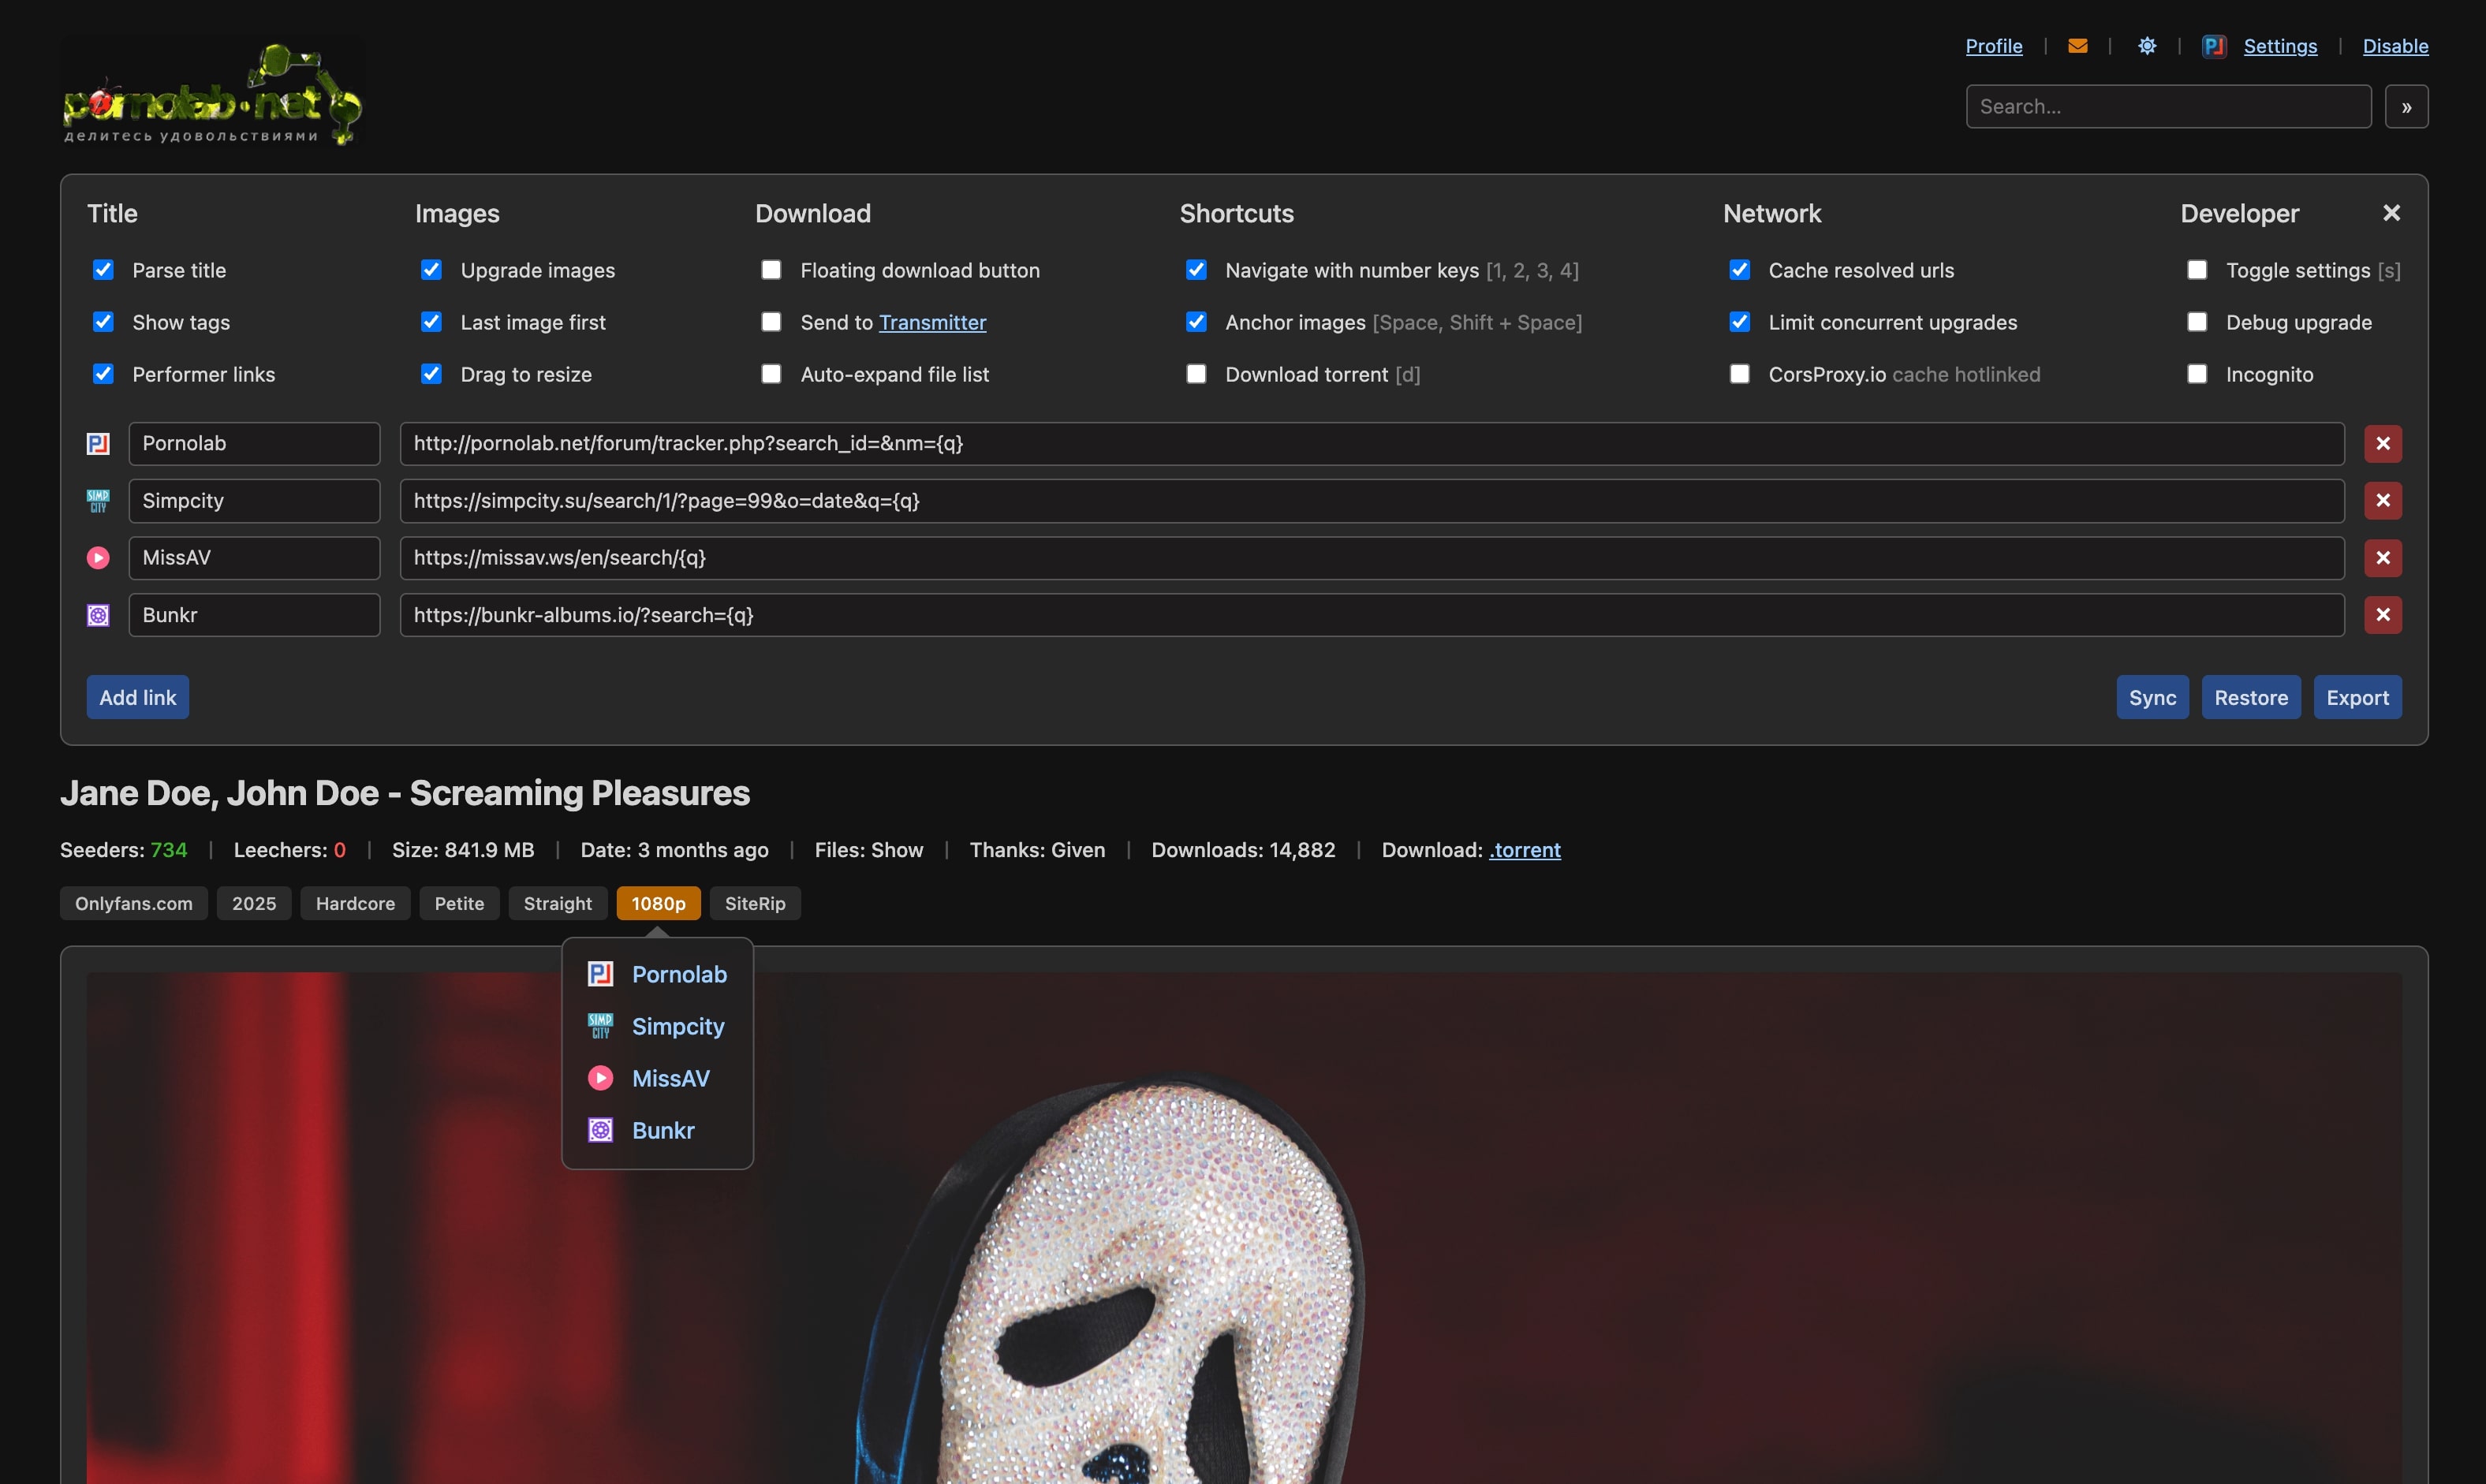 pornolab.net
делитесь удовольствиями
Profile | | | PJ Settings | Disable
Search... »
Title Images Download Shortcuts Network Developer ×
Parse title Upgrade images Floating download button Navigate with number keys [1, 2, 3, 4] Cache resolved urls Toggle settings [s]
Show tags Last image first Send to Transmitter Anchor images [Space, Shift + Space] Limit concurrent upgrades Debug upgrade
Performer links Drag to resize Auto-expand file list Download torrent [d] CorsProxy.io cache hotlinked Incognito
PJ Pornolab http://pornolab.net/forum/tracker.php?search_id=&nm={q} ×
SIMP CITY Simpcity https://simpcity.su/search/1/?page=99&o=date&q={q} ×
MissAV https://missav.ws/en/search/{q} ×
Bunkr https://bunkr-albums.io/?search={q} ×
Add link Sync Restore Export
Jane Doe, John Doe - Screaming Pleasures
Seeders: 734 | Leechers: 0 | Size: 841.9 MB | Date: 3 months ago | Files: Show | Thanks: Given | Downloads: 14,882 | Download: .torrent
Onlyfans.com 2025 Hardcore Petite Straight 1080p SiteRip
PJ Pornolab
SIMP CITY Simpcity
MissAV
Bunkr